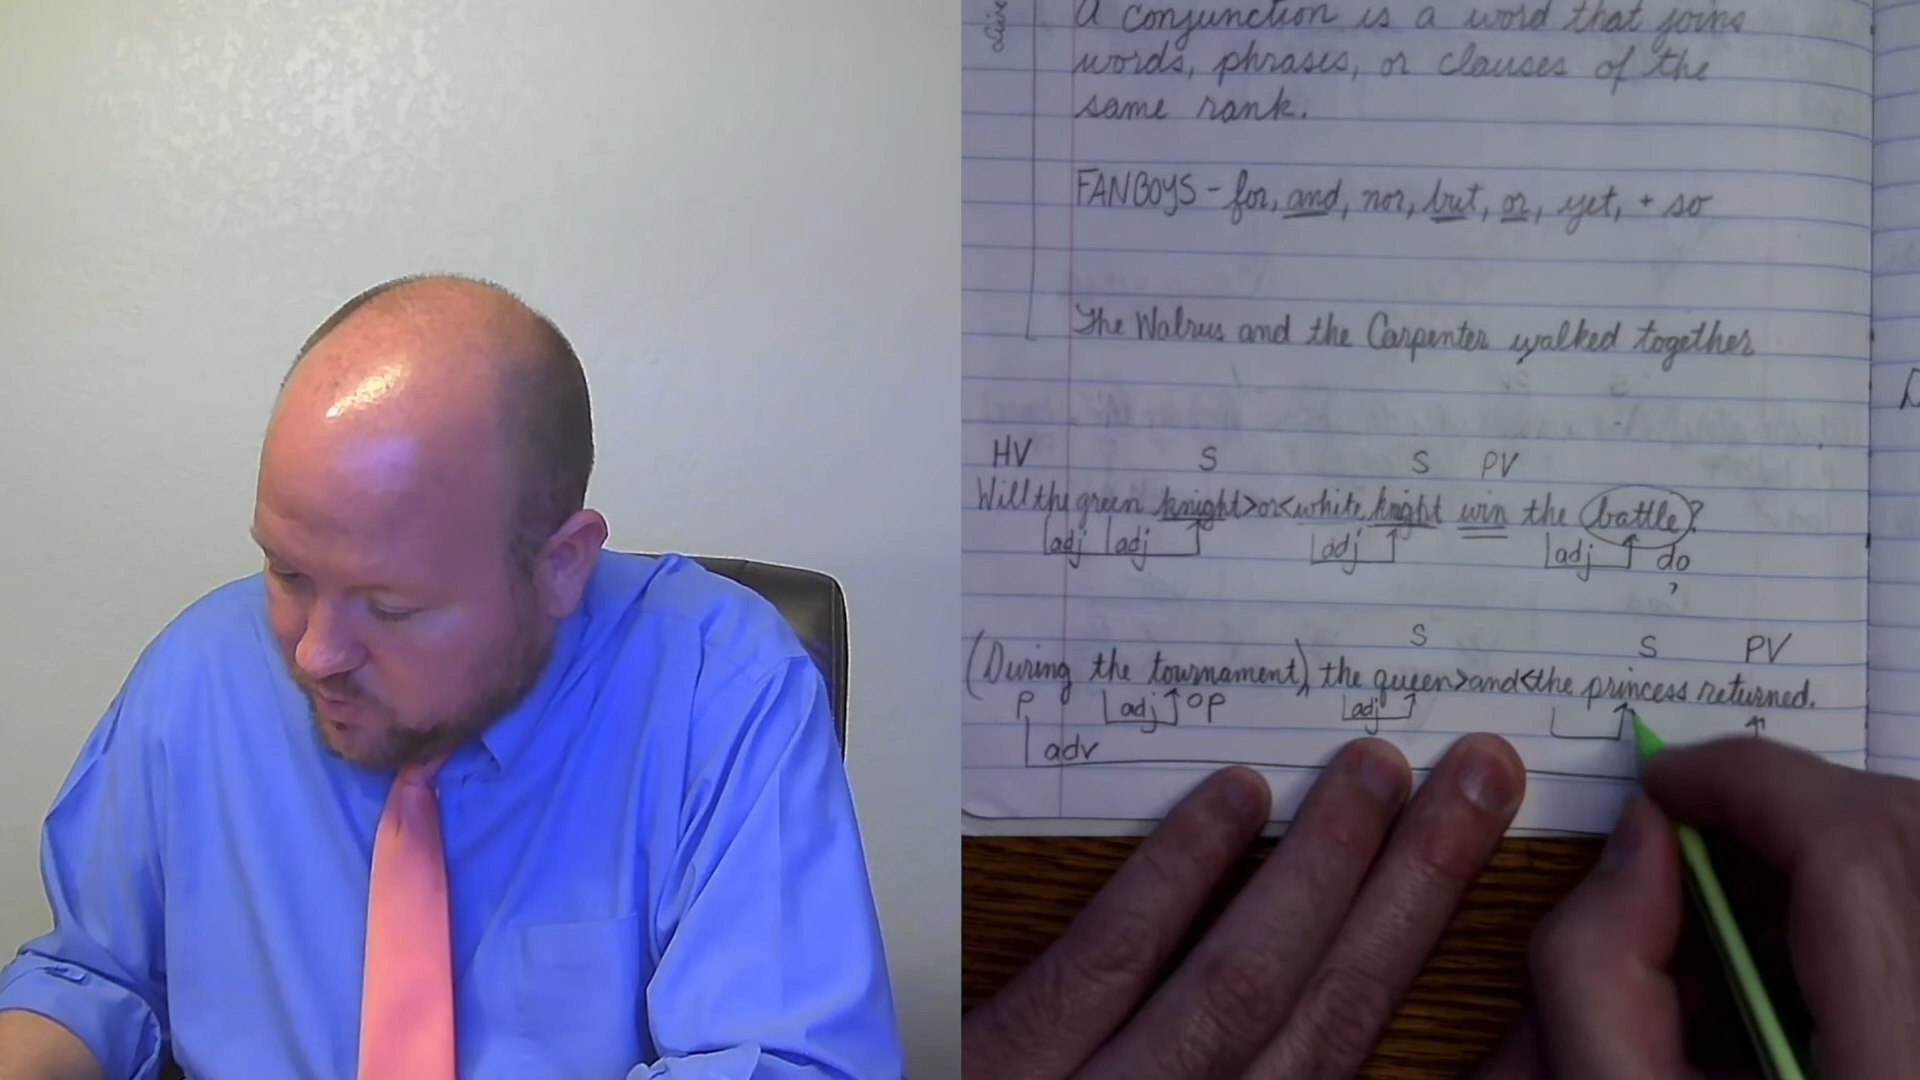 A conjunction is a word that joins
words, phrases, or clauses of the
same rank.
FANBOYS - for, and, nor, but, or, yet, + so
The Walrus and the Carpenter walked together
HV S S PV
Will the green knight>or<white knight win the battle?
adj adj adj adj do
S S PV
(During the tournament), the queen>and<the princess returned.
P adj OP adj
adv